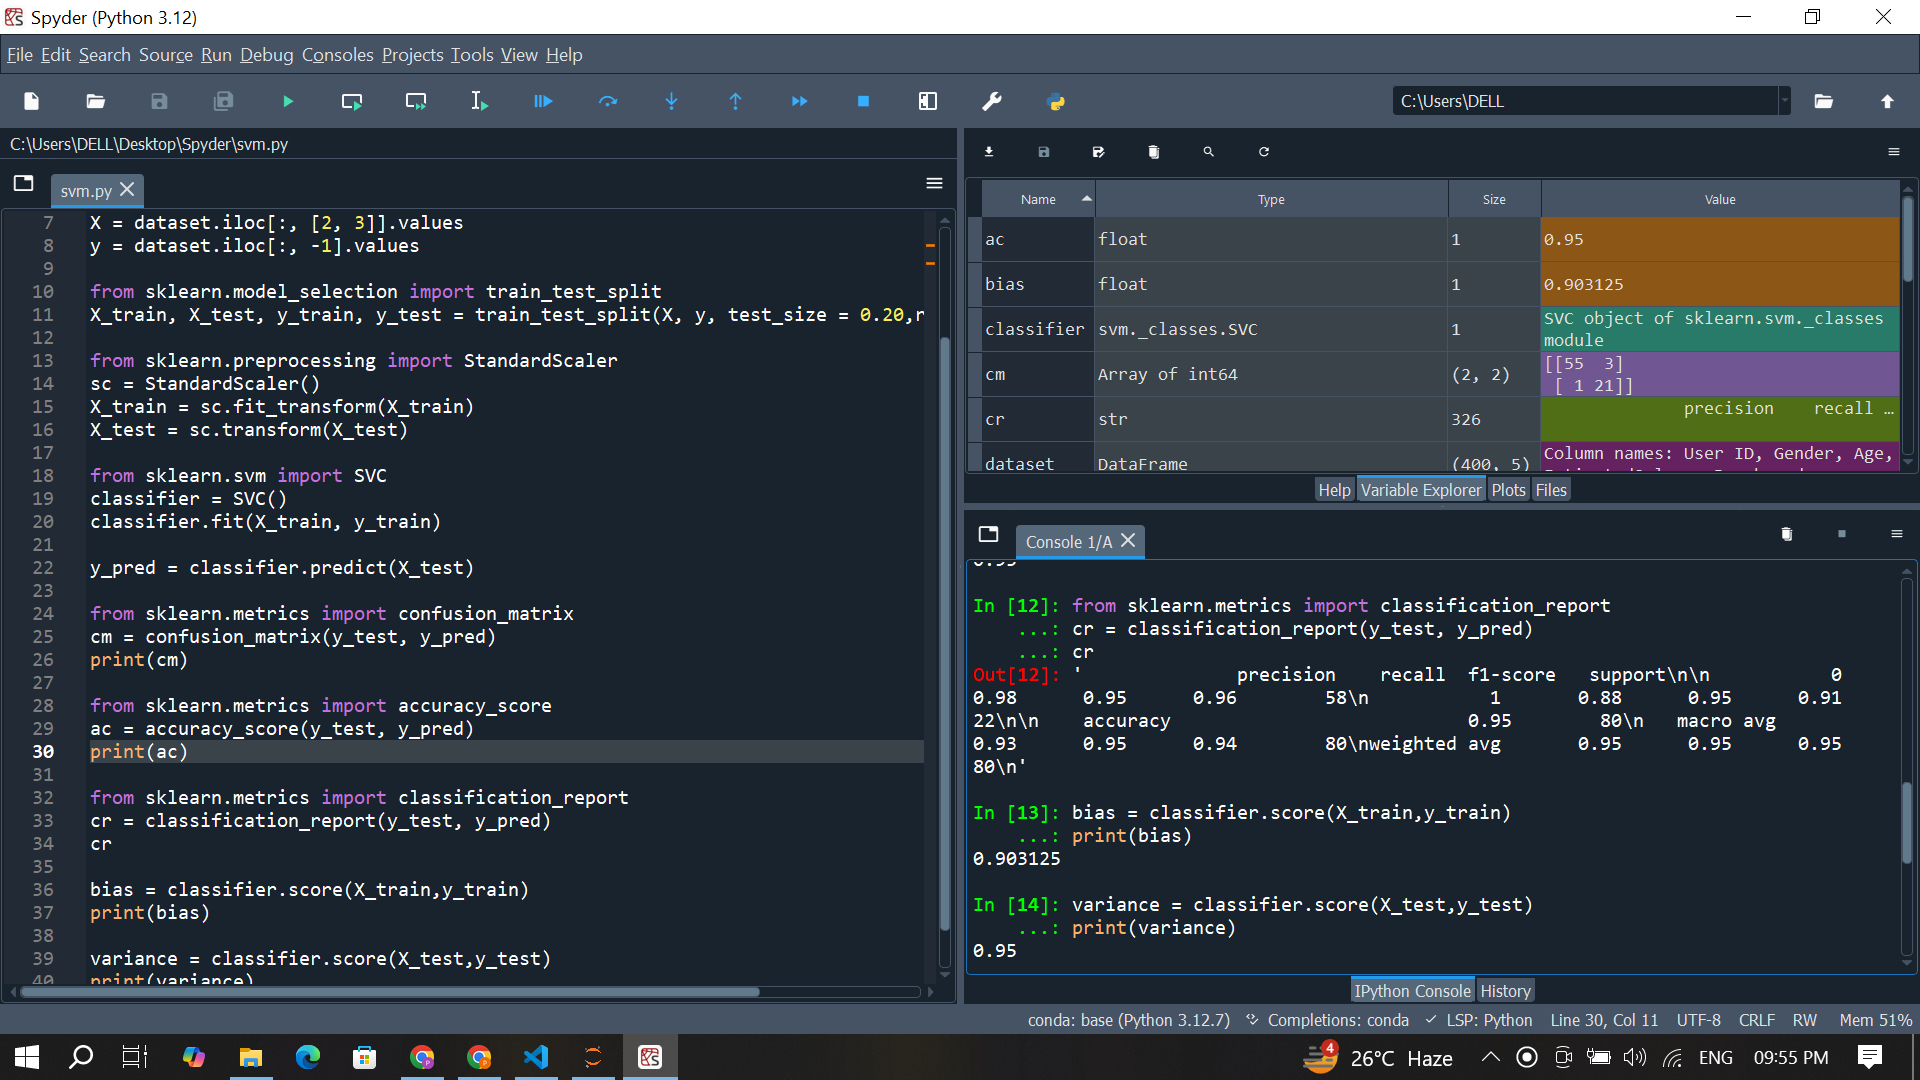 Spyder (Python 3.12)
File Edit Search Source Run Debug Consoles Projects Tools View Help
C:\Users\DELL
C:\Users\DELL\Desktop\Spyder\svm.py
svm.py
7 X = dataset.iloc[:, [2, 3]].values
8 y = dataset.iloc[:, -1].values
9
10 from sklearn.model_selection import train_test_split
11 X_train, X_test, y_train, y_test = train_test_split(X, y, test_size = 0.20,r
12
13 from sklearn.preprocessing import StandardScaler
14 sc = StandardScaler()
15 X_train = sc.fit_transform(X_train)
16 X_test = sc.transform(X_test)
17
18 from sklearn.svm import SVC
19 classifier = SVC()
20 classifier.fit(X_train, y_train)
21
22 y_pred = classifier.predict(X_test)
23
24 from sklearn.metrics import confusion_matrix
25 cm = confusion_matrix(y_test, y_pred)
26 print(cm)
27
28 from sklearn.metrics import accuracy_score
29 ac = accuracy_score(y_test, y_pred)
30 print(ac)
31
32 from sklearn.metrics import classification_report
33 cr = classification_report(y_test, y_pred)
34 cr
35
36 bias = classifier.score(X_train,y_train)
37 print(bias)
38
39 variance = classifier.score(X_test,y_test)
40 print(variance)
Name Type Size Value
ac float 1 0.95
bias float 1 0.903125
classifier svm._classes.SVC 1 SVC object of sklearn.svm._classes
module
cm Array of int64 (2, 2) [[55  3]
[ 1 21]]
cr str 326 precision recall …
dataset DataFrame (400, 5) Column names: User ID, Gender, Age,
Help Variable Explorer Plots Files
Console 1/A
0.95
In [12]: from sklearn.metrics import classification_report
...: cr = classification_report(y_test, y_pred)
...: cr
Out[12]: '              precision    recall  f1-score   support\n\n           0
0.98      0.95      0.96        58\n           1       0.88      0.95      0.91
22\n\n    accuracy                           0.95        80\n   macro avg
0.93      0.95      0.94        80\nweighted avg       0.95      0.95      0.95
80\n'
In [13]: bias = classifier.score(X_train,y_train)
...: print(bias)
0.903125
In [14]: variance = classifier.score(X_test,y_test)
...: print(variance)
0.95
IPython Console History
conda: base (Python 3.12.7) Completions: conda LSP: Python Line 30, Col 11 UTF-8 CRLF RW Mem 51%
4 26°C Haze ENG 09:55 PM